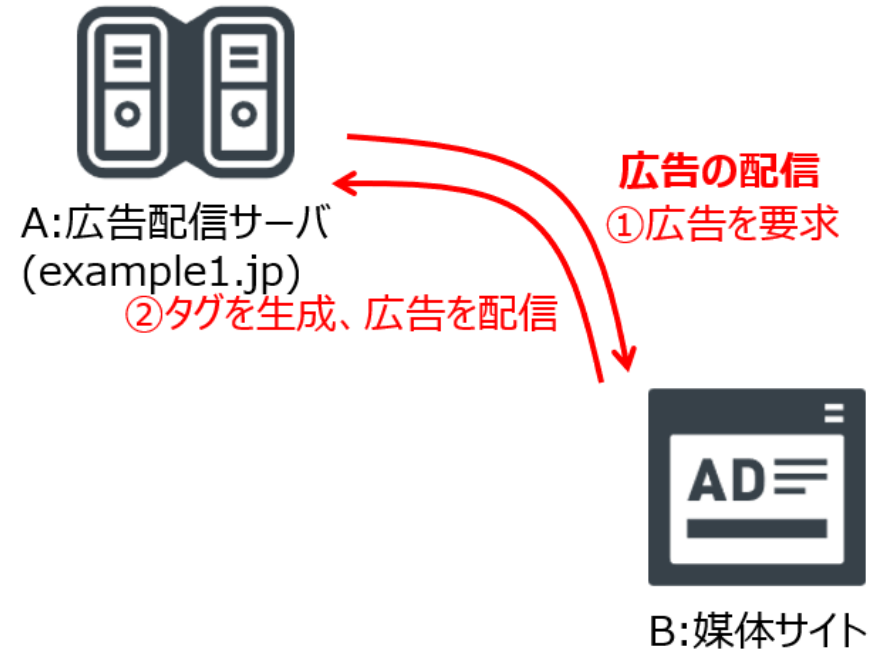 広告の配信
①広告を要求
A:広告配信サーバ
(example1.jp)
②タグを生成、広告を配信
AD
B:媒体サイト